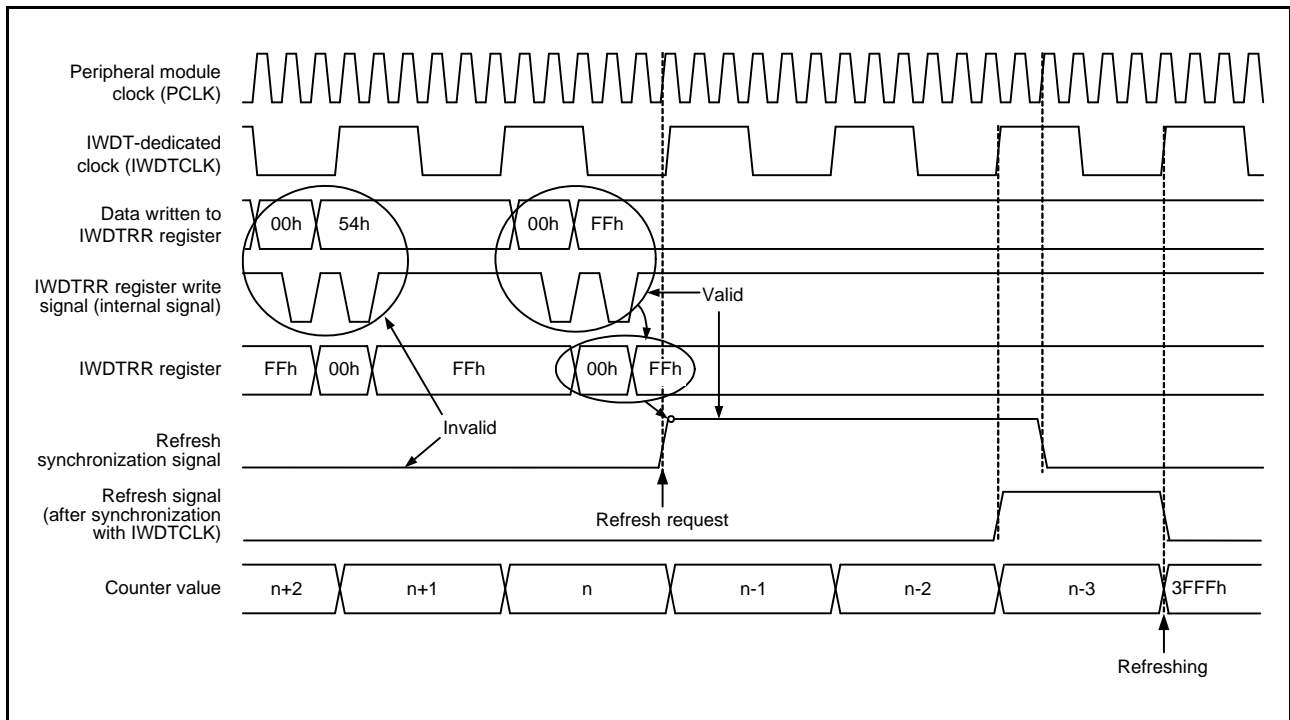 Peripheral module
clock (PCLK)
IWDT-dedicated
clock (IWDTCLK)
Data written to
IWDTRR register
00h
54h
00h
FFh
IWDTRR register write
signal (internal signal)
Valid
IWDTRR register
FFh
00h
FFh
00h
FFh
Invalid
Refresh
synchronization signal
Refresh request
Refresh signal
(after synchronization
with IWDTCLK)
Counter value
n+2
n+1
n
n-1
n-2
n-3
3FFFh
Refreshing